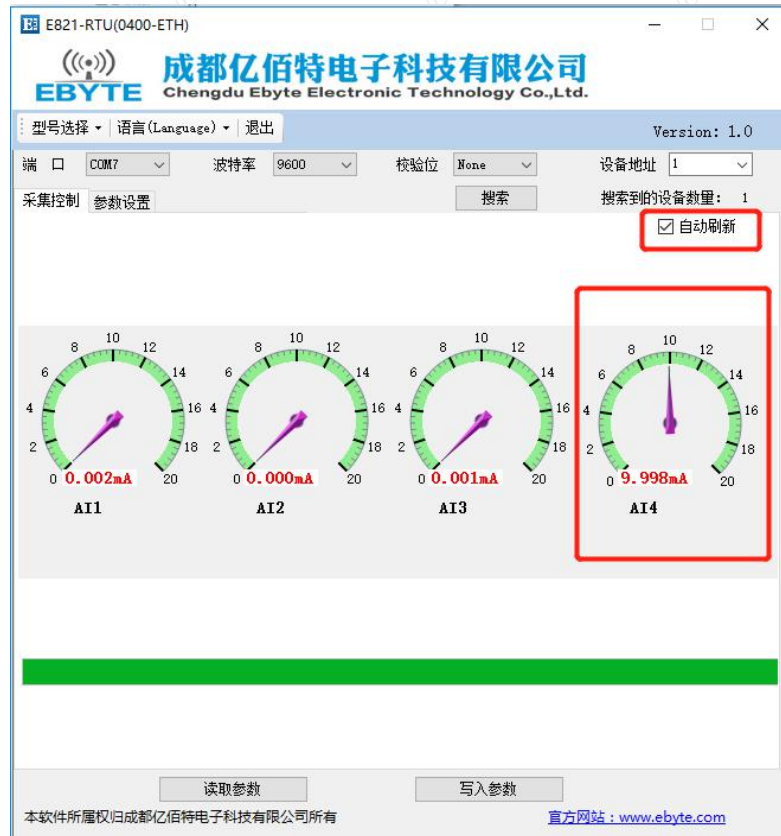 E821-RTU(0400-ETH)
EBYTE
成都亿佰特电子科技有限公司
Chengdu Ebyte Electronic Technology Co.,Ltd.
型号选择 语言(Language) 退出
Version: 1.0
端 口 COM7 波特率 9600 校验位 None 设备地址 1
采集控制 参数设置 搜索 搜索到的设备数量: 1
自动刷新
0 2 4 6 8 10 12 14 16 18 20
0.002mA
AI1
0 2 4 6 8 10 12 14 16 18 20
0.000mA
AI2
0 2 4 6 8 10 12 14 16 18 20
0.001mA
AI3
0 2 4 6 8 10 12 14 16 18 20
9.998mA
AI4
读取参数 写入参数
本软件所属权归成都亿佰特电子科技有限公司所有 官方网站：www.ebyte.com